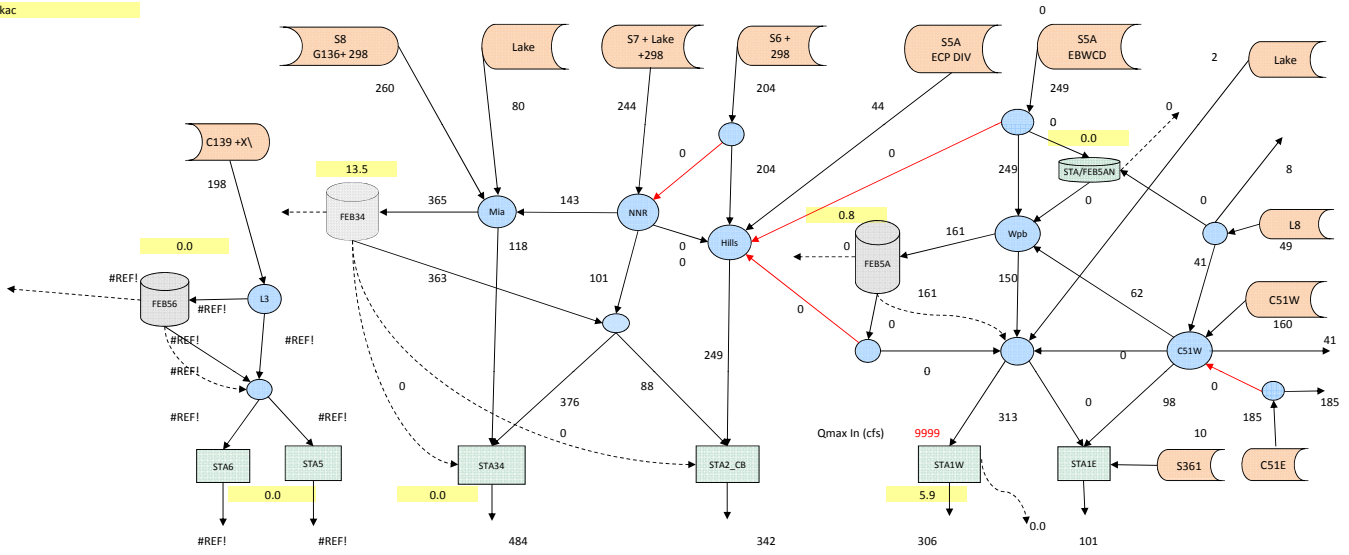 kac
0
S8
G136+ 298
Lake
S7 + Lake
+298
S6 +
298
S5A
ECP DIV
S5A
EBWCD
2
Lake
260
80
244
204
44
249
0
0
0.0
C139 +X\
13.5
0
204
0
249
STA/FEB5AN
8
198
FEB34
365
Mia
143
NNR
0.8
0
0
L8
49
0.0
118
0
0
Hills
0
FEB5A
161
Wpb
41
#REF!
FEB56
#REF!
L3
363
101
161
150
62
C51W
160
#REF!
#REF!
0
0
249
0
C51W
41
#REF!
0
376
88
0
0
98
185
185
#REF!
#REF!
0
Qmax In (cfs)
9999
313
0
10
STA6
STA5
STA34
STA2_CB
STA1W
STA1E
S361
C51E
0.0
0.0
5.9
0.0
#REF!
#REF!
484
342
306
101